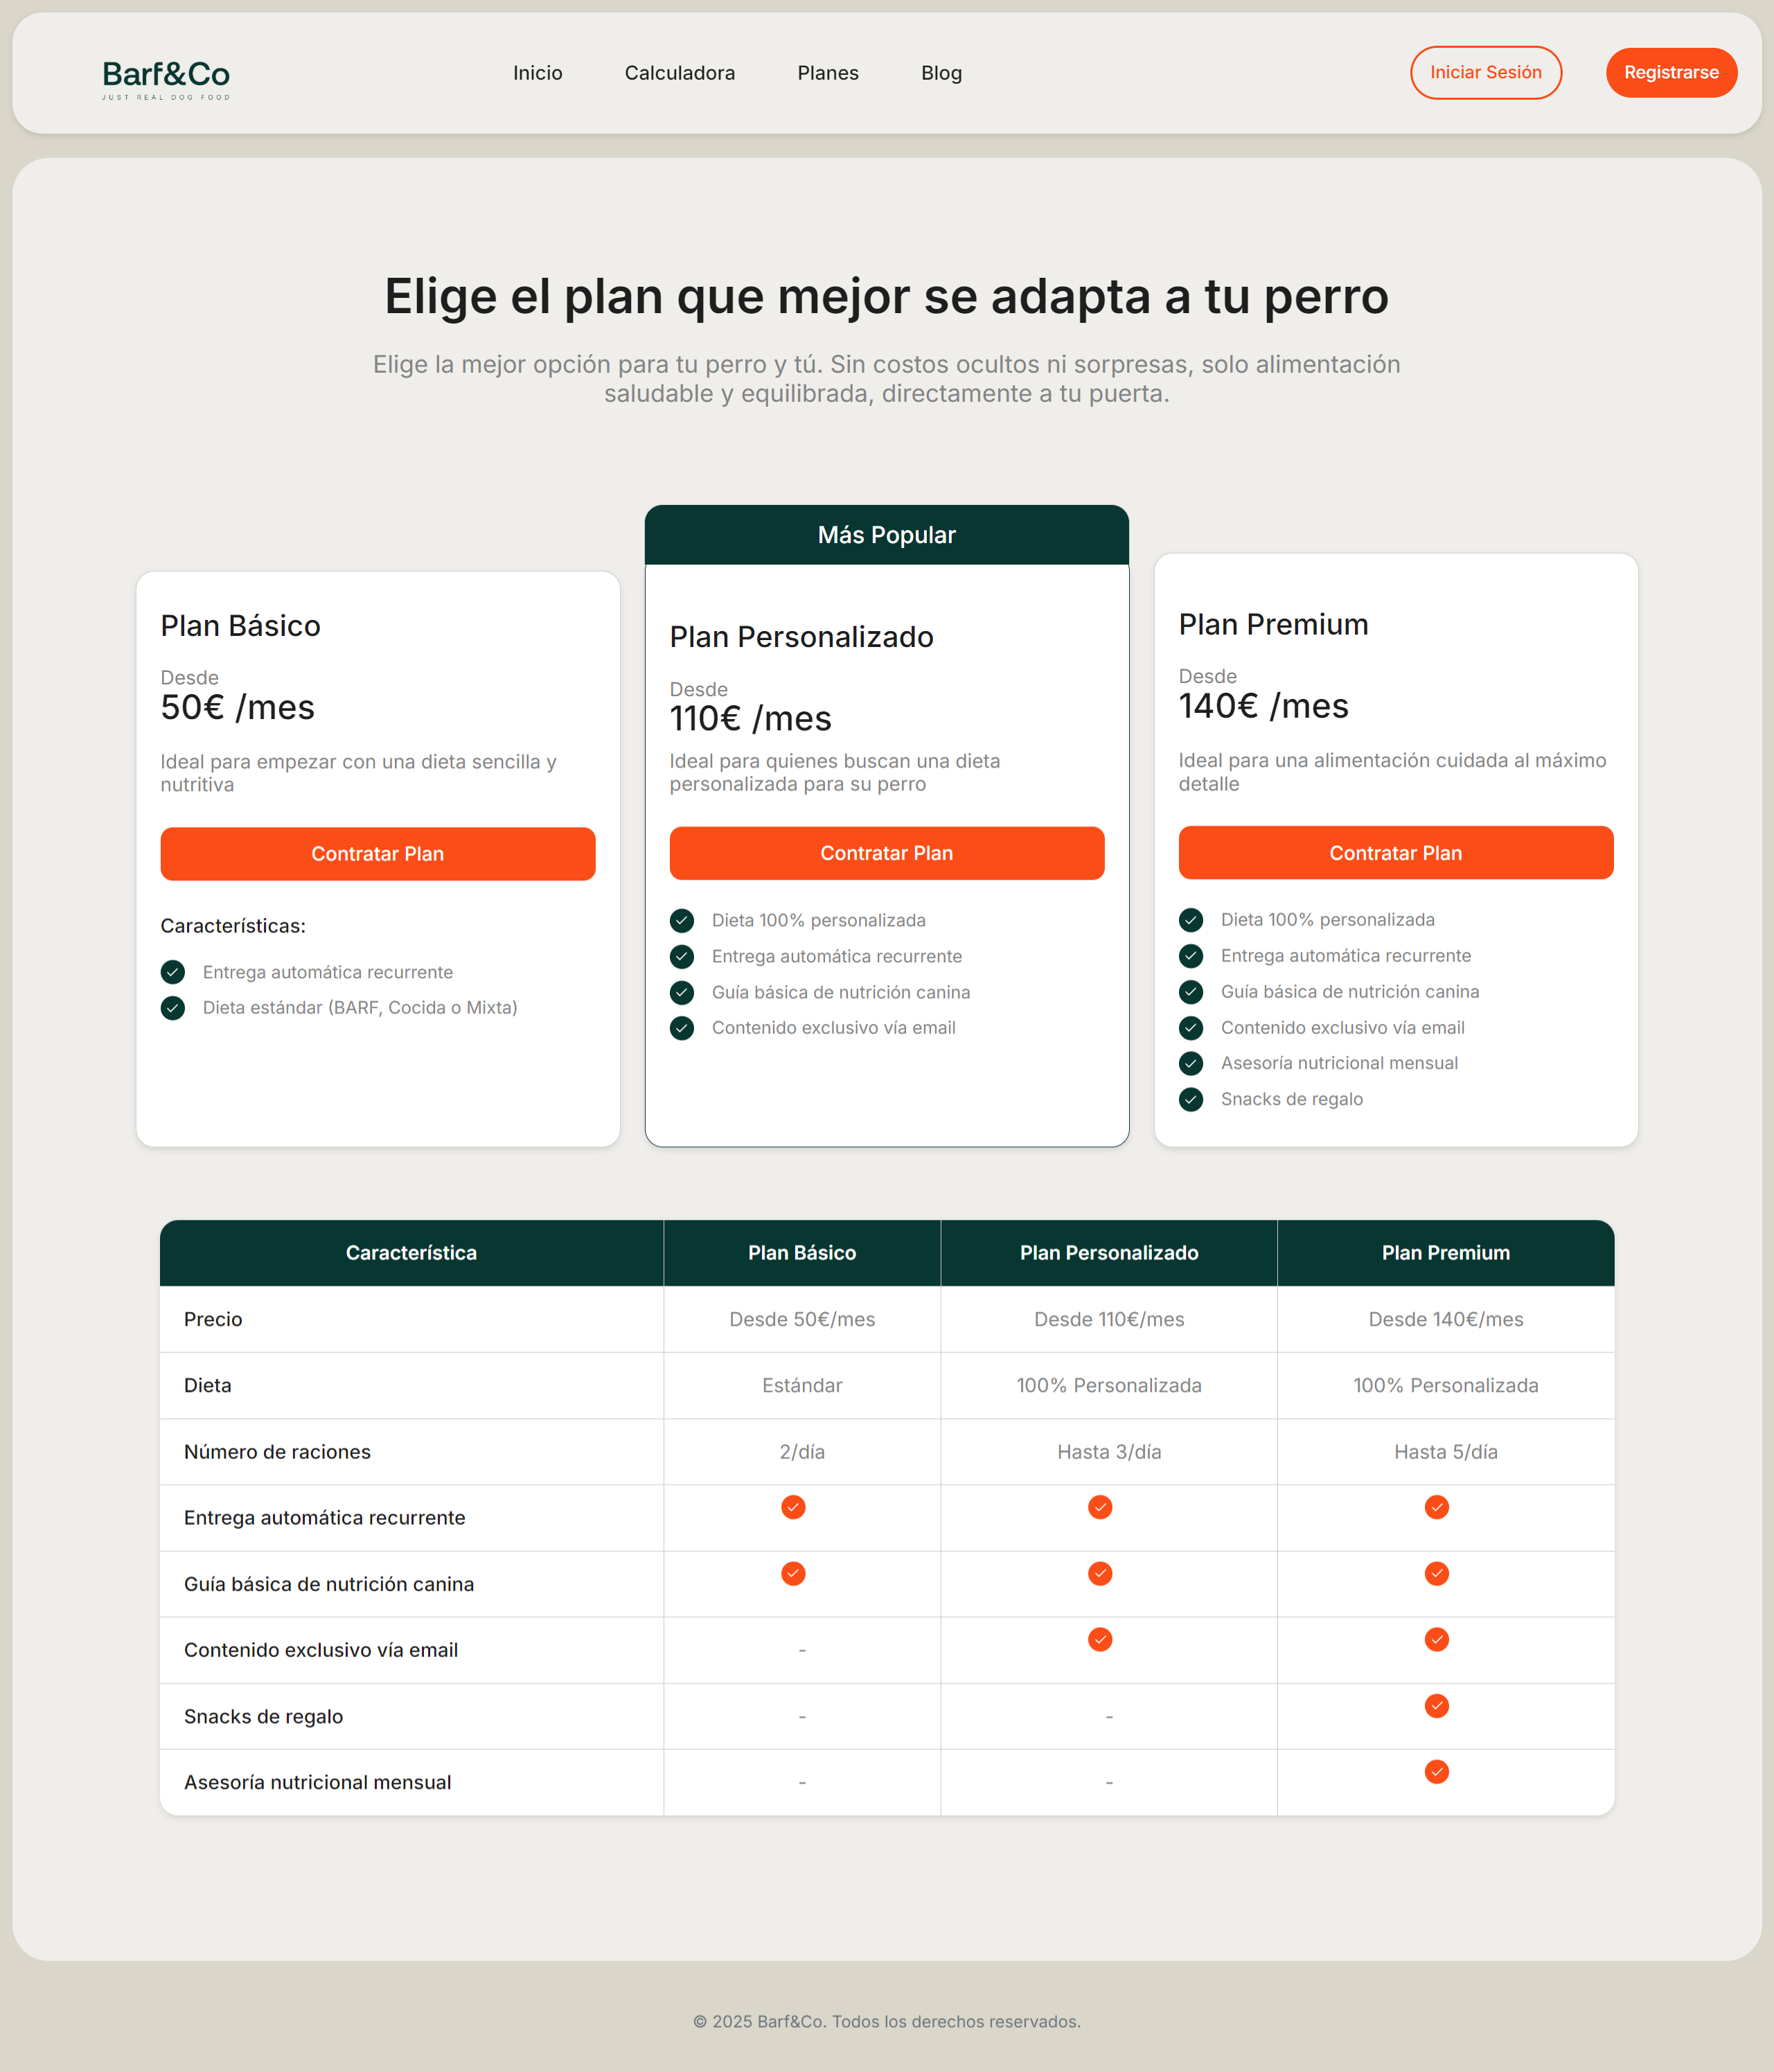 Barf&Co
JUST REAL DOG FOOD
Inicio
Calculadora
Planes
Blog
Iniciar Sesión
Registrarse
Elige el plan que mejor se adapta a tu perro
Elige la mejor opción para tu perro y tú. Sin costos ocultos ni sorpresas, solo alimentación
saludable y equilibrada, directamente a tu puerta.
Plan Básico
Desde
50€ /mes
Ideal para empezar con una dieta sencilla y
nutritiva
Contratar Plan
Características:
Entrega automática recurrente
Dieta estándar (BARF, Cocida o Mixta)
Más Popular
Plan Personalizado
Desde
110€ /mes
Ideal para quienes buscan una dieta
personalizada para su perro
Contratar Plan
Dieta 100% personalizada
Entrega automática recurrente
Guía básica de nutrición canina
Contenido exclusivo vía email
Plan Premium
Desde
140€ /mes
Ideal para una alimentación cuidada al máximo
detalle
Contratar Plan
Dieta 100% personalizada
Entrega automática recurrente
Guía básica de nutrición canina
Contenido exclusivo vía email
Asesoría nutricional mensual
Snacks de regalo
Característica Plan Básico Plan Personalizado Plan Premium
Precio Desde 50€/mes Desde 110€/mes Desde 140€/mes
Dieta Estándar 100% Personalizada 100% Personalizada
Número de raciones 2/día Hasta 3/día Hasta 5/día
Entrega automática recurrente
Guía básica de nutrición canina
Contenido exclusivo vía email -
Snacks de regalo - -
Asesoría nutricional mensual - -
© 2025 Barf&Co. Todos los derechos reservados.